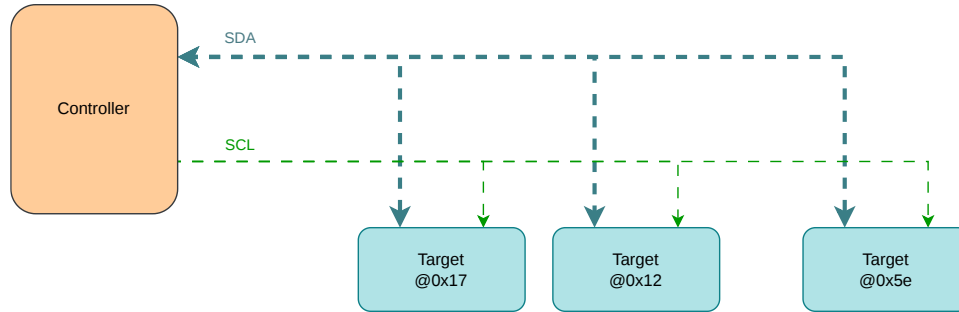 SDA
Controller
SCL
Target
@0x17
Target
@0x12
Target
@0x5e